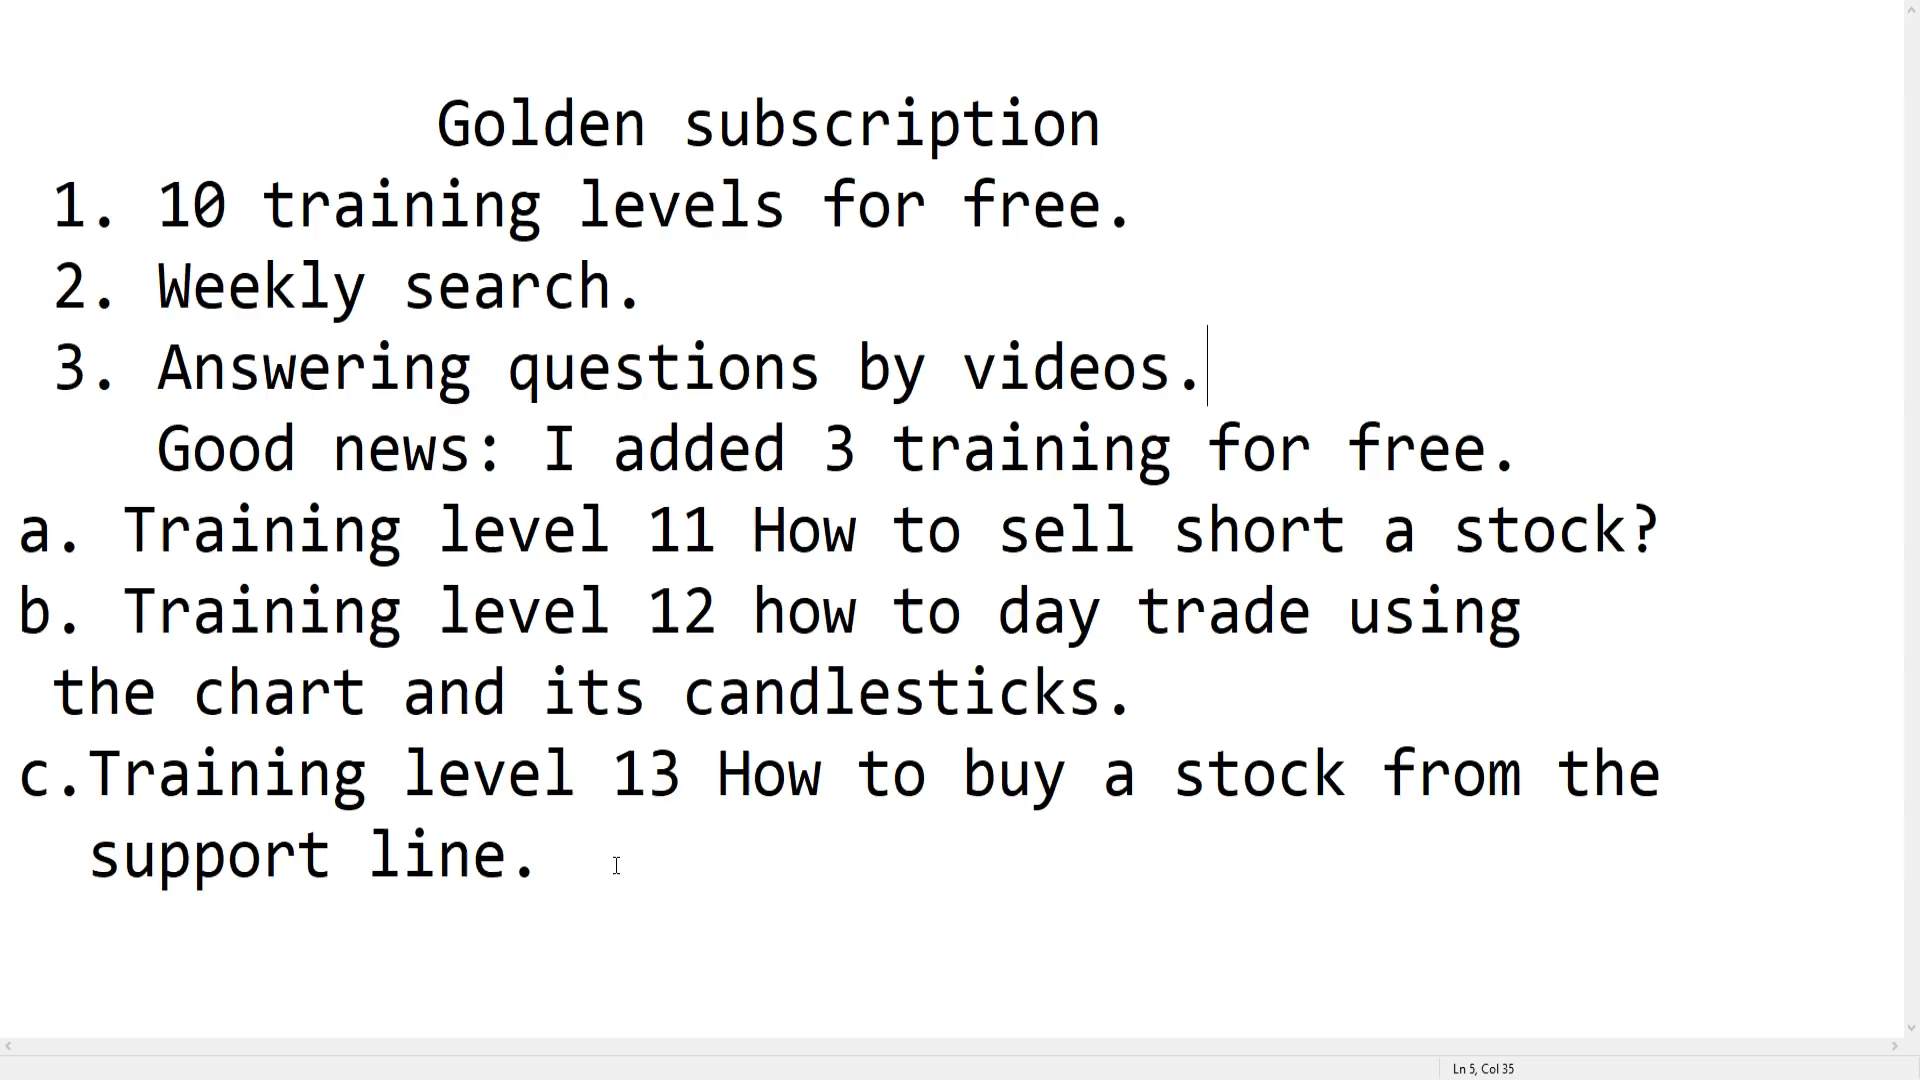 Golden subscription
1. 10 training levels for free.
2. Weekly search.
3. Answering questions by videos.
Good news: I added 3 training for free.
a. Training level 11 How to sell short a stock?
b. Training level 12 how to day trade using
the chart and its candlesticks.
c.Training level 13 How to buy a stock from the
support line.
Ln 5, Col 35